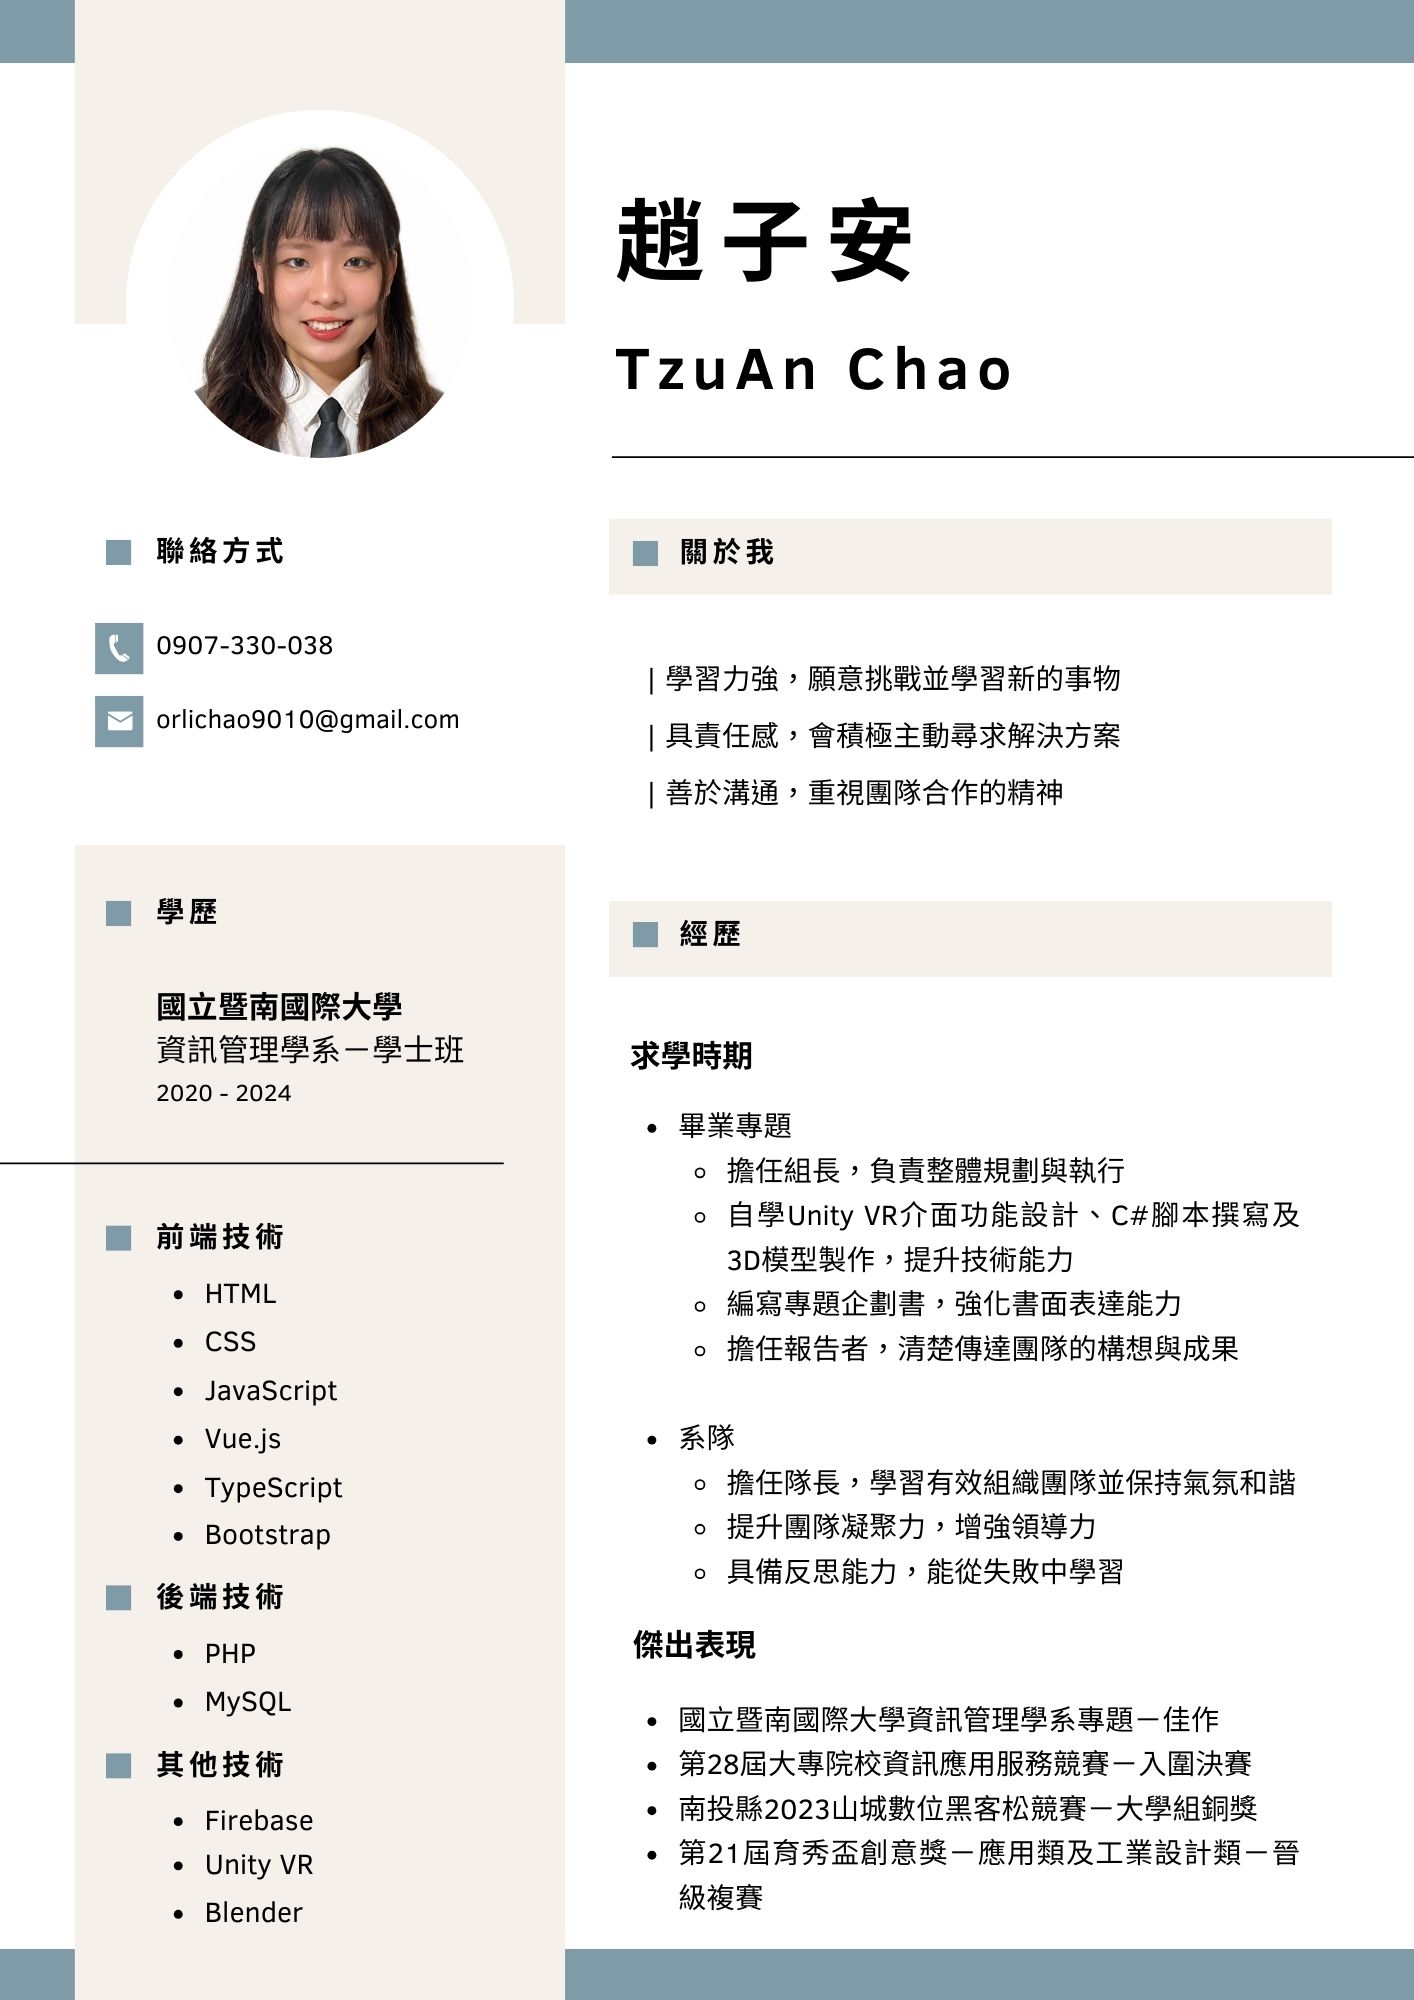 趙子安
TzuAn Chao
聯絡方式
0907-330-038
orlichao9010@gmail.com
學歷
國立暨南國際大學
資訊管理學系－學士班
2020 - 2024
前端技術
• HTML
• CSS
• JavaScript
• Vue.js
• TypeScript
• Bootstrap
後端技術
• PHP
• MySQL
其他技術
• Firebase
• Unity VR
• Blender
關於我
| 學習力強，願意挑戰並學習新的事物
| 具責任感，會積極主動尋求解決方案
| 善於溝通，重視團隊合作的精神
經歷
求學時期
• 畢業專題
◦ 擔任組長，負責整體規劃與執行
◦ 自學Unity VR介面功能設計、C#腳本撰寫及
3D模型製作，提升技術能力
◦ 編寫專題企劃書，強化書面表達能力
◦ 擔任報告者，清楚傳達團隊的構想與成果
• 系隊
◦ 擔任隊長，學習有效組織團隊並保持氣氛和諧
◦ 提升團隊凝聚力，增強領導力
◦ 具備反思能力，能從失敗中學習
傑出表現
• 國立暨南國際大學資訊管理學系專題－佳作
• 第28屆大專院校資訊應用服務競賽－入圍決賽
• 南投縣2023山城數位黑客松競賽－大學組銅獎
• 第21屆育秀盃創意獎－應用類及工業設計類－晉
級複賽